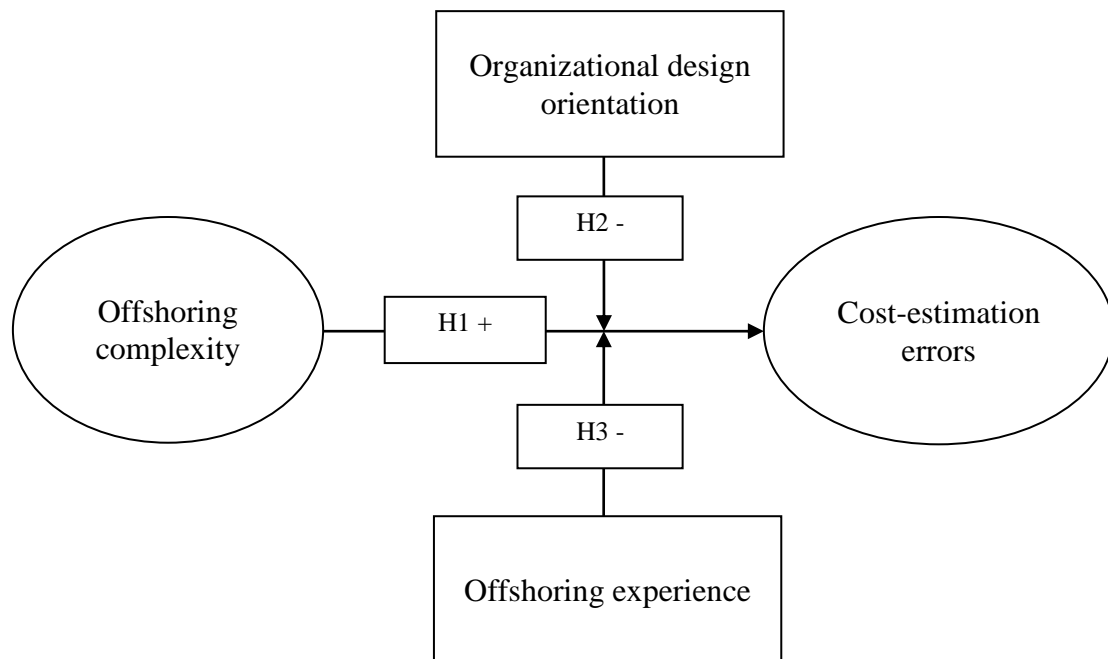 Organizational design
orientation
H2 -
Offshoring
complexity
H1 +
Cost-estimation
errors
H3 -
Offshoring experience